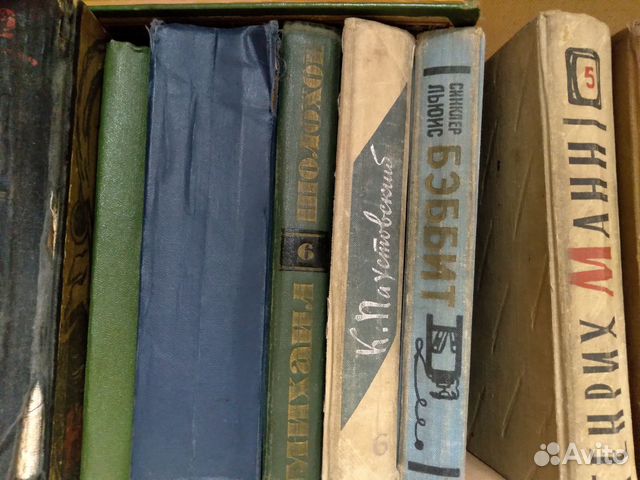 МИХАИЛ
6
ШОЛОХОВ
К. Паустовский
6
СИНКЛЕР
ЛЬЮИС
БЭББИТ
ГЕНРИХ МАНН
5
Avito